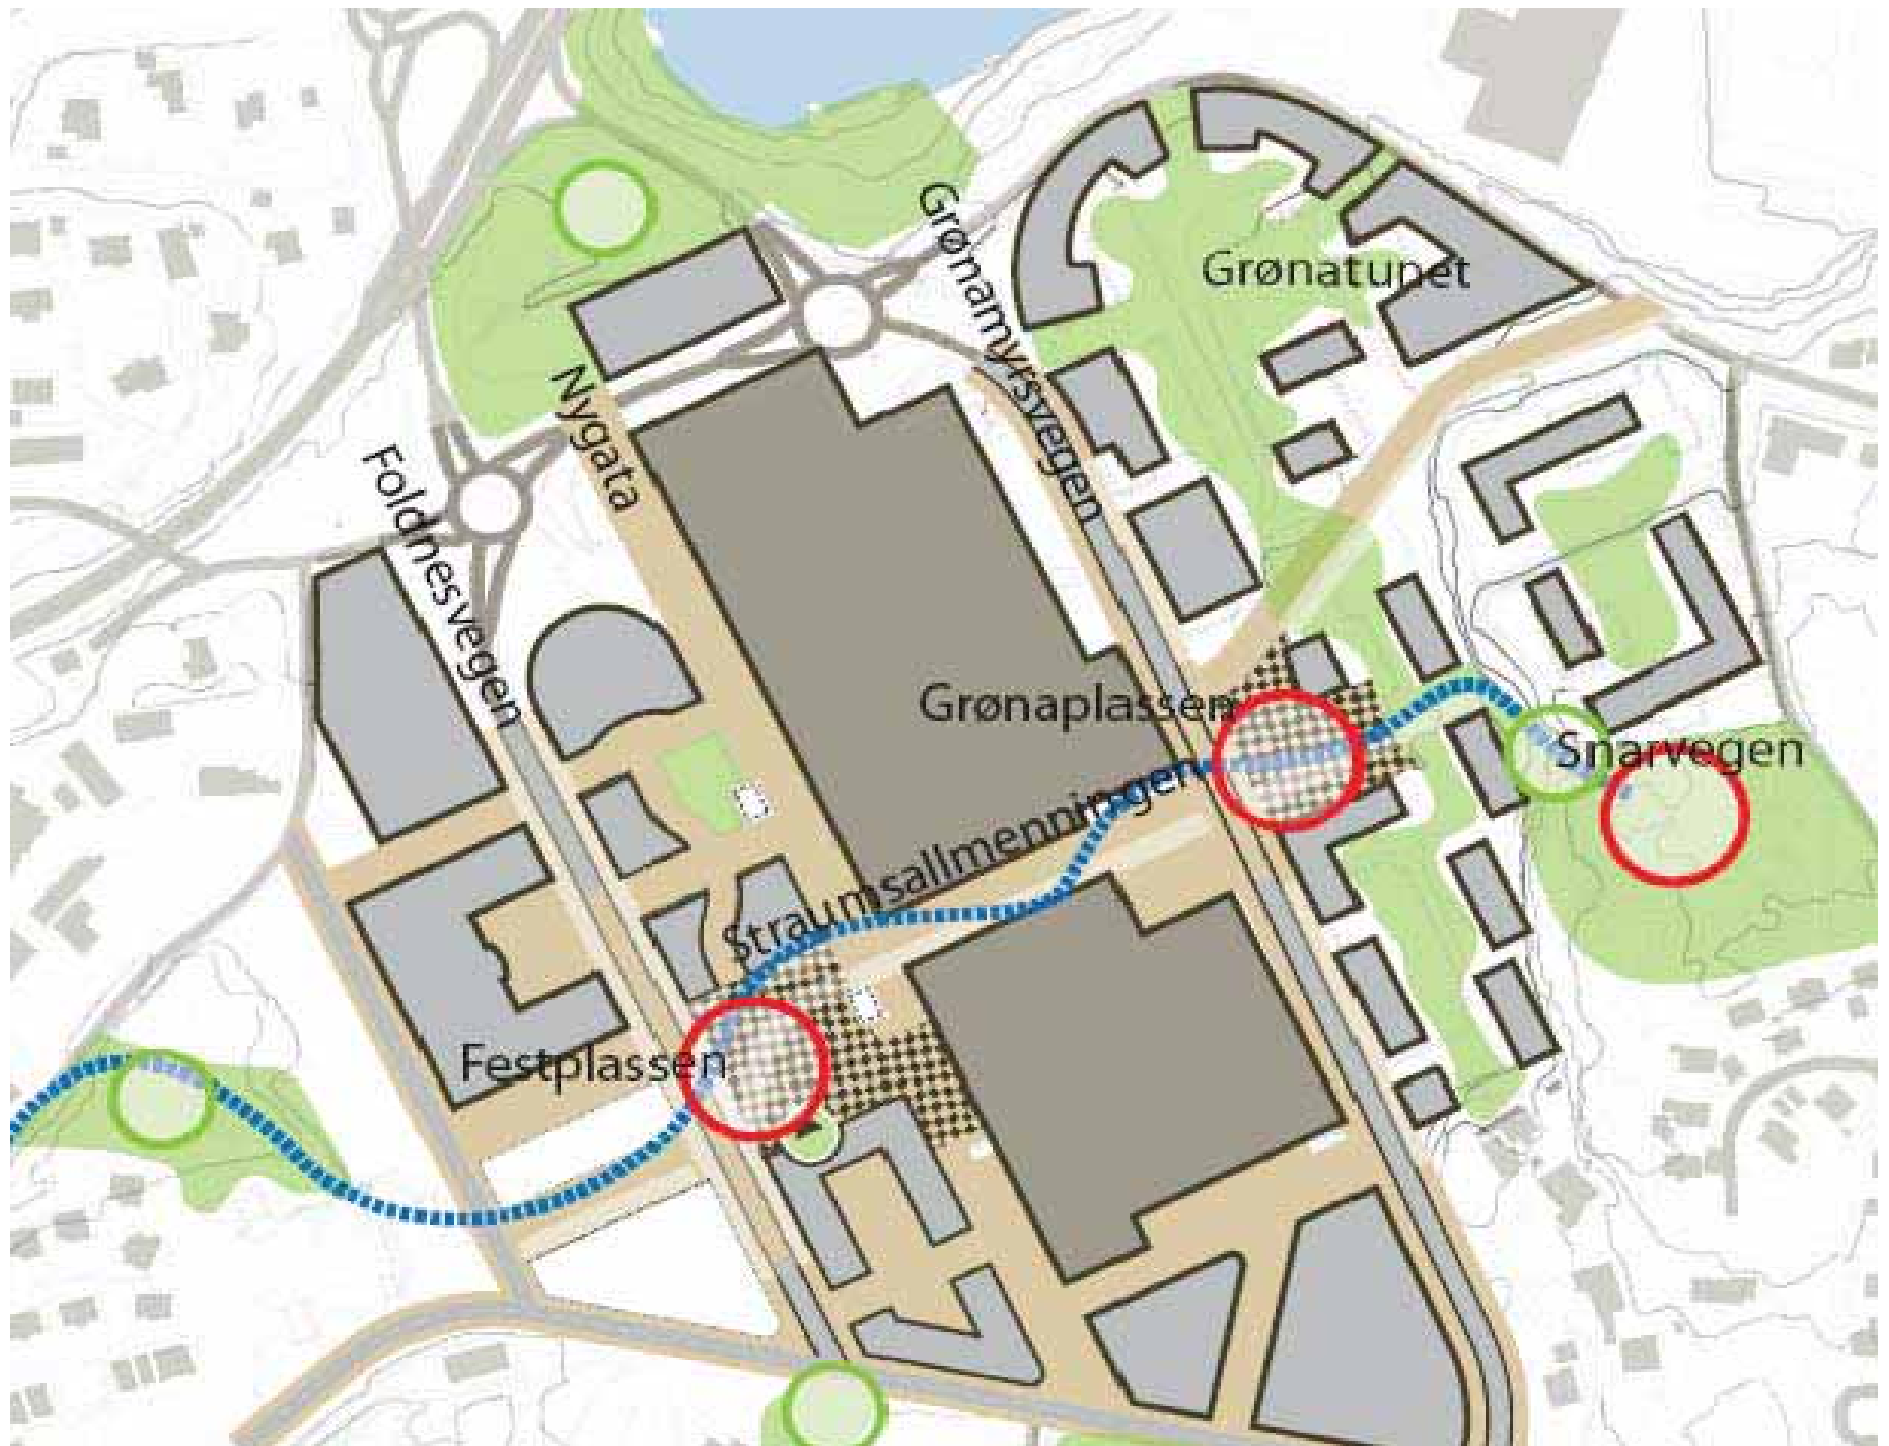 Grønamyrsvegen
Grønatunet
Nygata
Foldnesvegen
Grønaplassen
Snarvegen
Straumsallmenningen
Festplassen